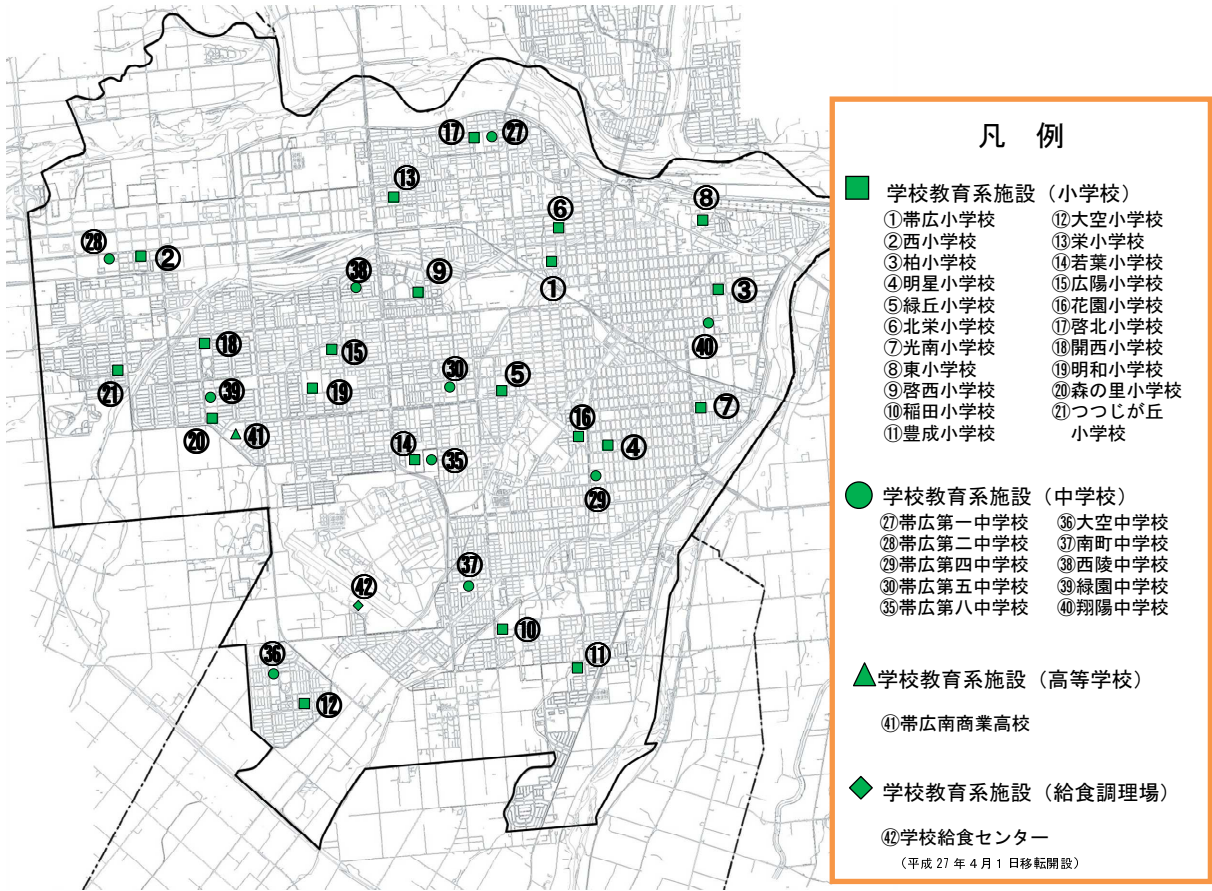 ⑰
㉗
⑬
⑥
⑧
㉘
②
㊳
⑨
①
③
⑱
⑮
㊵
㉑
㊴
⑲
㉚
⑤
⑦
⑳
㊶
⑯
④
⑭
㉟
㉙
㊲
㊷
⑩
⑪
㊱
⑫
凡 例
学校教育系施設(小学校)
①帯広小学校
②西小学校
③柏小学校
④明星小学校
⑤緑丘小学校
⑥北栄小学校
⑦光南小学校
⑧東小学校
⑨啓西小学校
⑩稲田小学校
⑪豊成小学校
⑫大空小学校
⑬栄小学校
⑭若葉小学校
⑮広陽小学校
⑯花園小学校
⑰啓北小学校
⑱開西小学校
⑲明和小学校
⑳森の里小学校
㉑つつじが丘
小学校
学校教育系施設(中学校)
㉗帯広第一中学校
㉘帯広第二中学校
㉙帯広第四中学校
㉚帯広第五中学校
㉟帯広第八中学校
㊱大空中学校
㊲南町中学校
㊳西陵中学校
㊴緑園中学校
㊵翔陽中学校
学校教育系施設(高等学校)
㊶帯広南商業高校
学校教育系施設(給食調理場)
㊷学校給食センター
(平成27年4月1日移転開設)